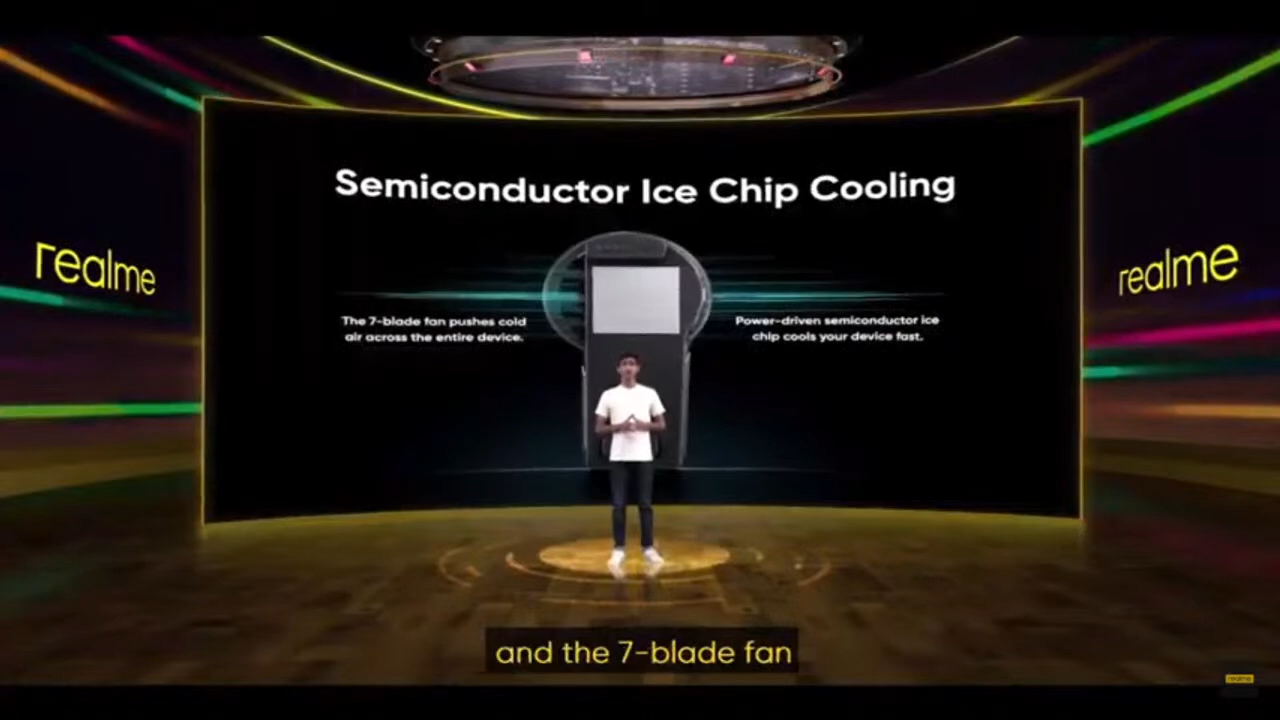 Semiconductor Ice Chip Cooling
realme
realme
The 7-blade fan pushes cold
air across the entire device.
Power-driven semiconductor ice
chip cools your device fast.
and the 7-blade fan
realme